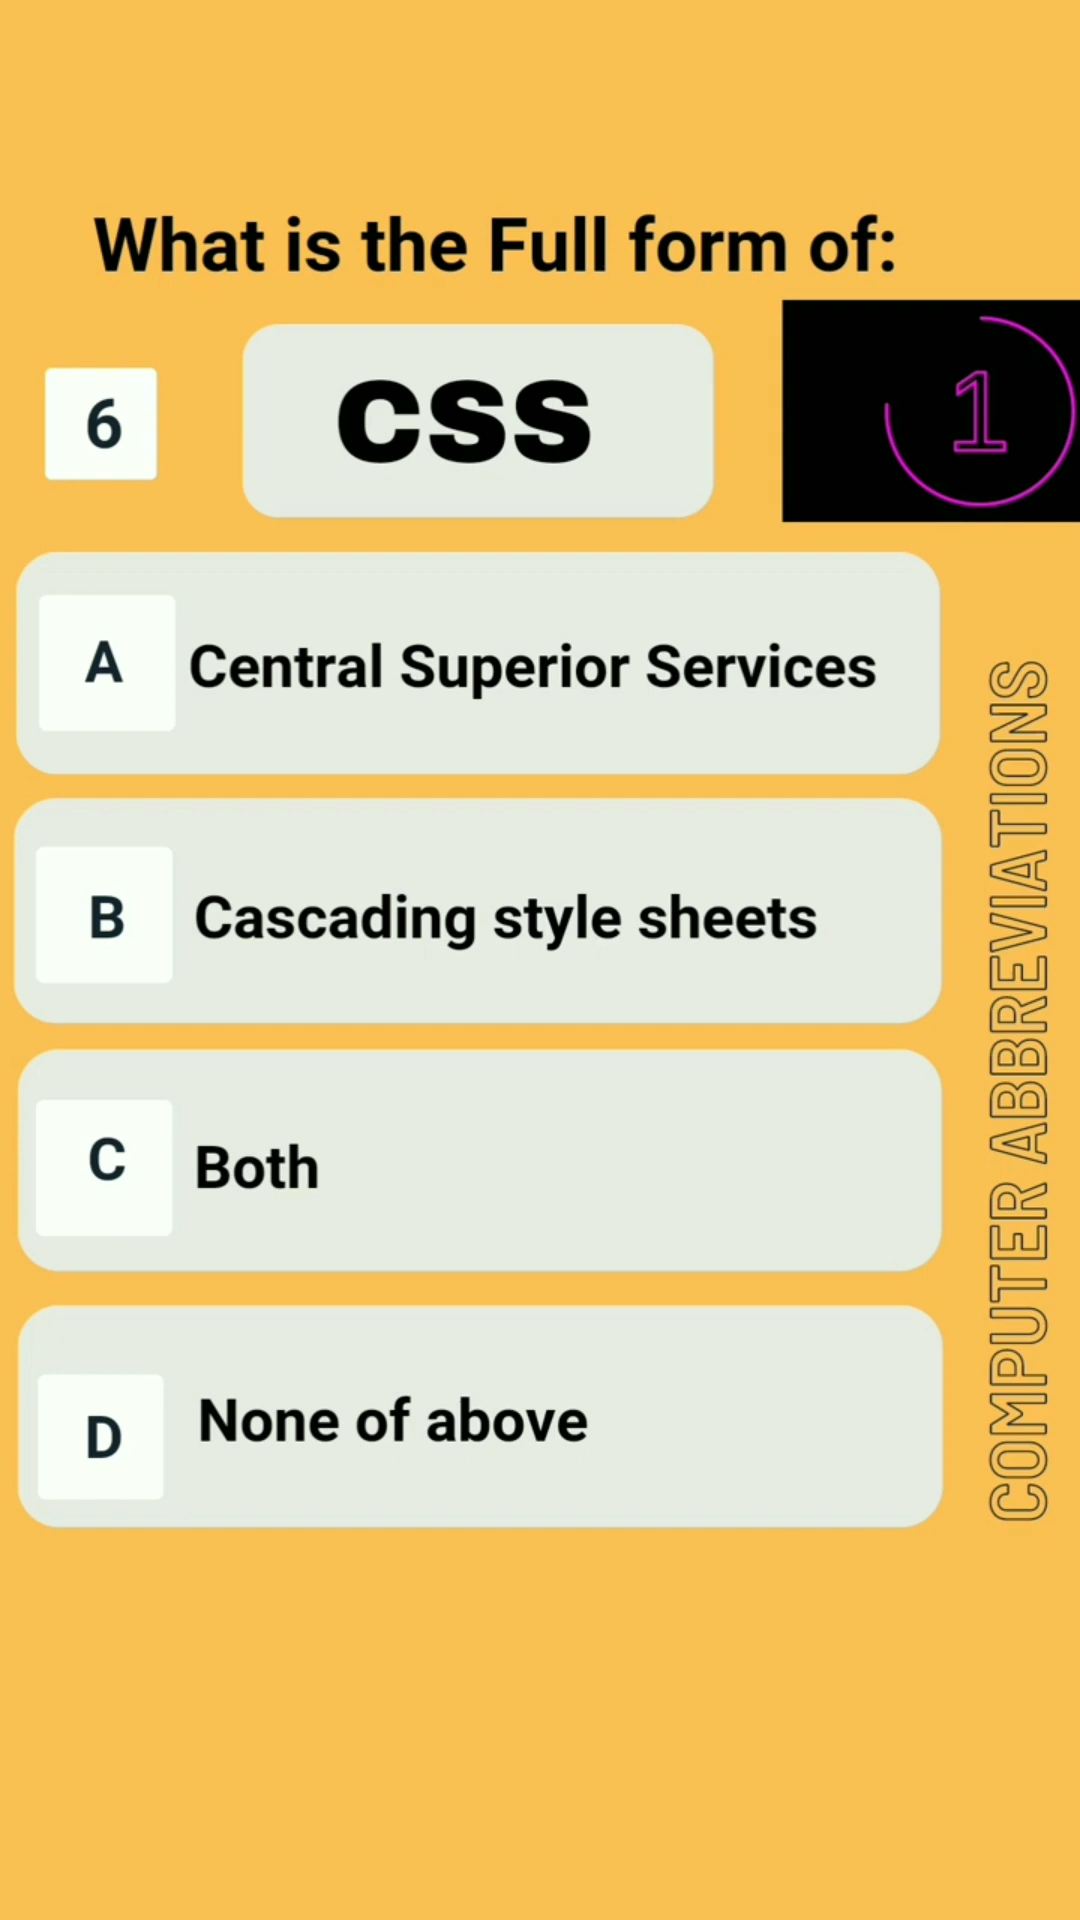 What is the Full form of:
6
CSS
1
A
Central Superior Services
B
Cascading style sheets
C
Both
D
None of above
COMPUTER ABBREVIATIONS